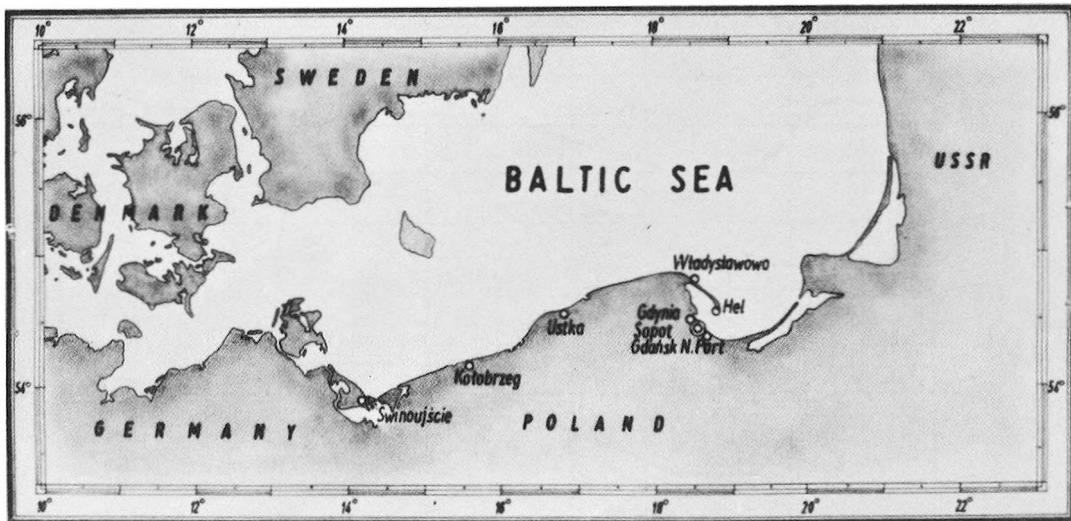 10° 12° 14° 16° 18° 20° 22°
SWEDEN
56° 56°
BALTIC SEA
USSR
DENMARK
Władysławowo
Hel
Gdynia
Ustka
Sopot
Gdańsk N. Port
Kołobrzeg
54° 54°
Świnoujście
GERMANY
POLAND
10° 12° 14° 16° 18° 20° 22°